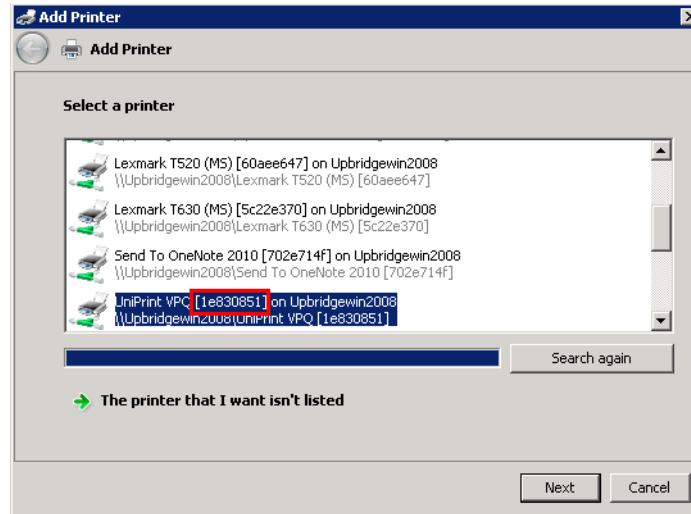 Add Printer
Add Printer
Select a printer
Lexmark T520 (MS) [60aee647] on Upbridgewin2008
\\Upbridgewin2008\Lexmark T520 (MS) [60aee647]
Lexmark T630 (MS) [5c22e370] on Upbridgewin2008
\\Upbridgewin2008\Lexmark T630 (MS) [5c22e370]
Send To OneNote 2010 [702e714f] on Upbridgewin2008
\\Upbridgewin2008\Send To OneNote 2010 [702e714f]
UniPrint VPQ [1e830851] on Upbridgewin2008
\\Upbridgewin2008\UniPrint VPQ [1e830851]
Search again
The printer that I want isn't listed
Next
Cancel